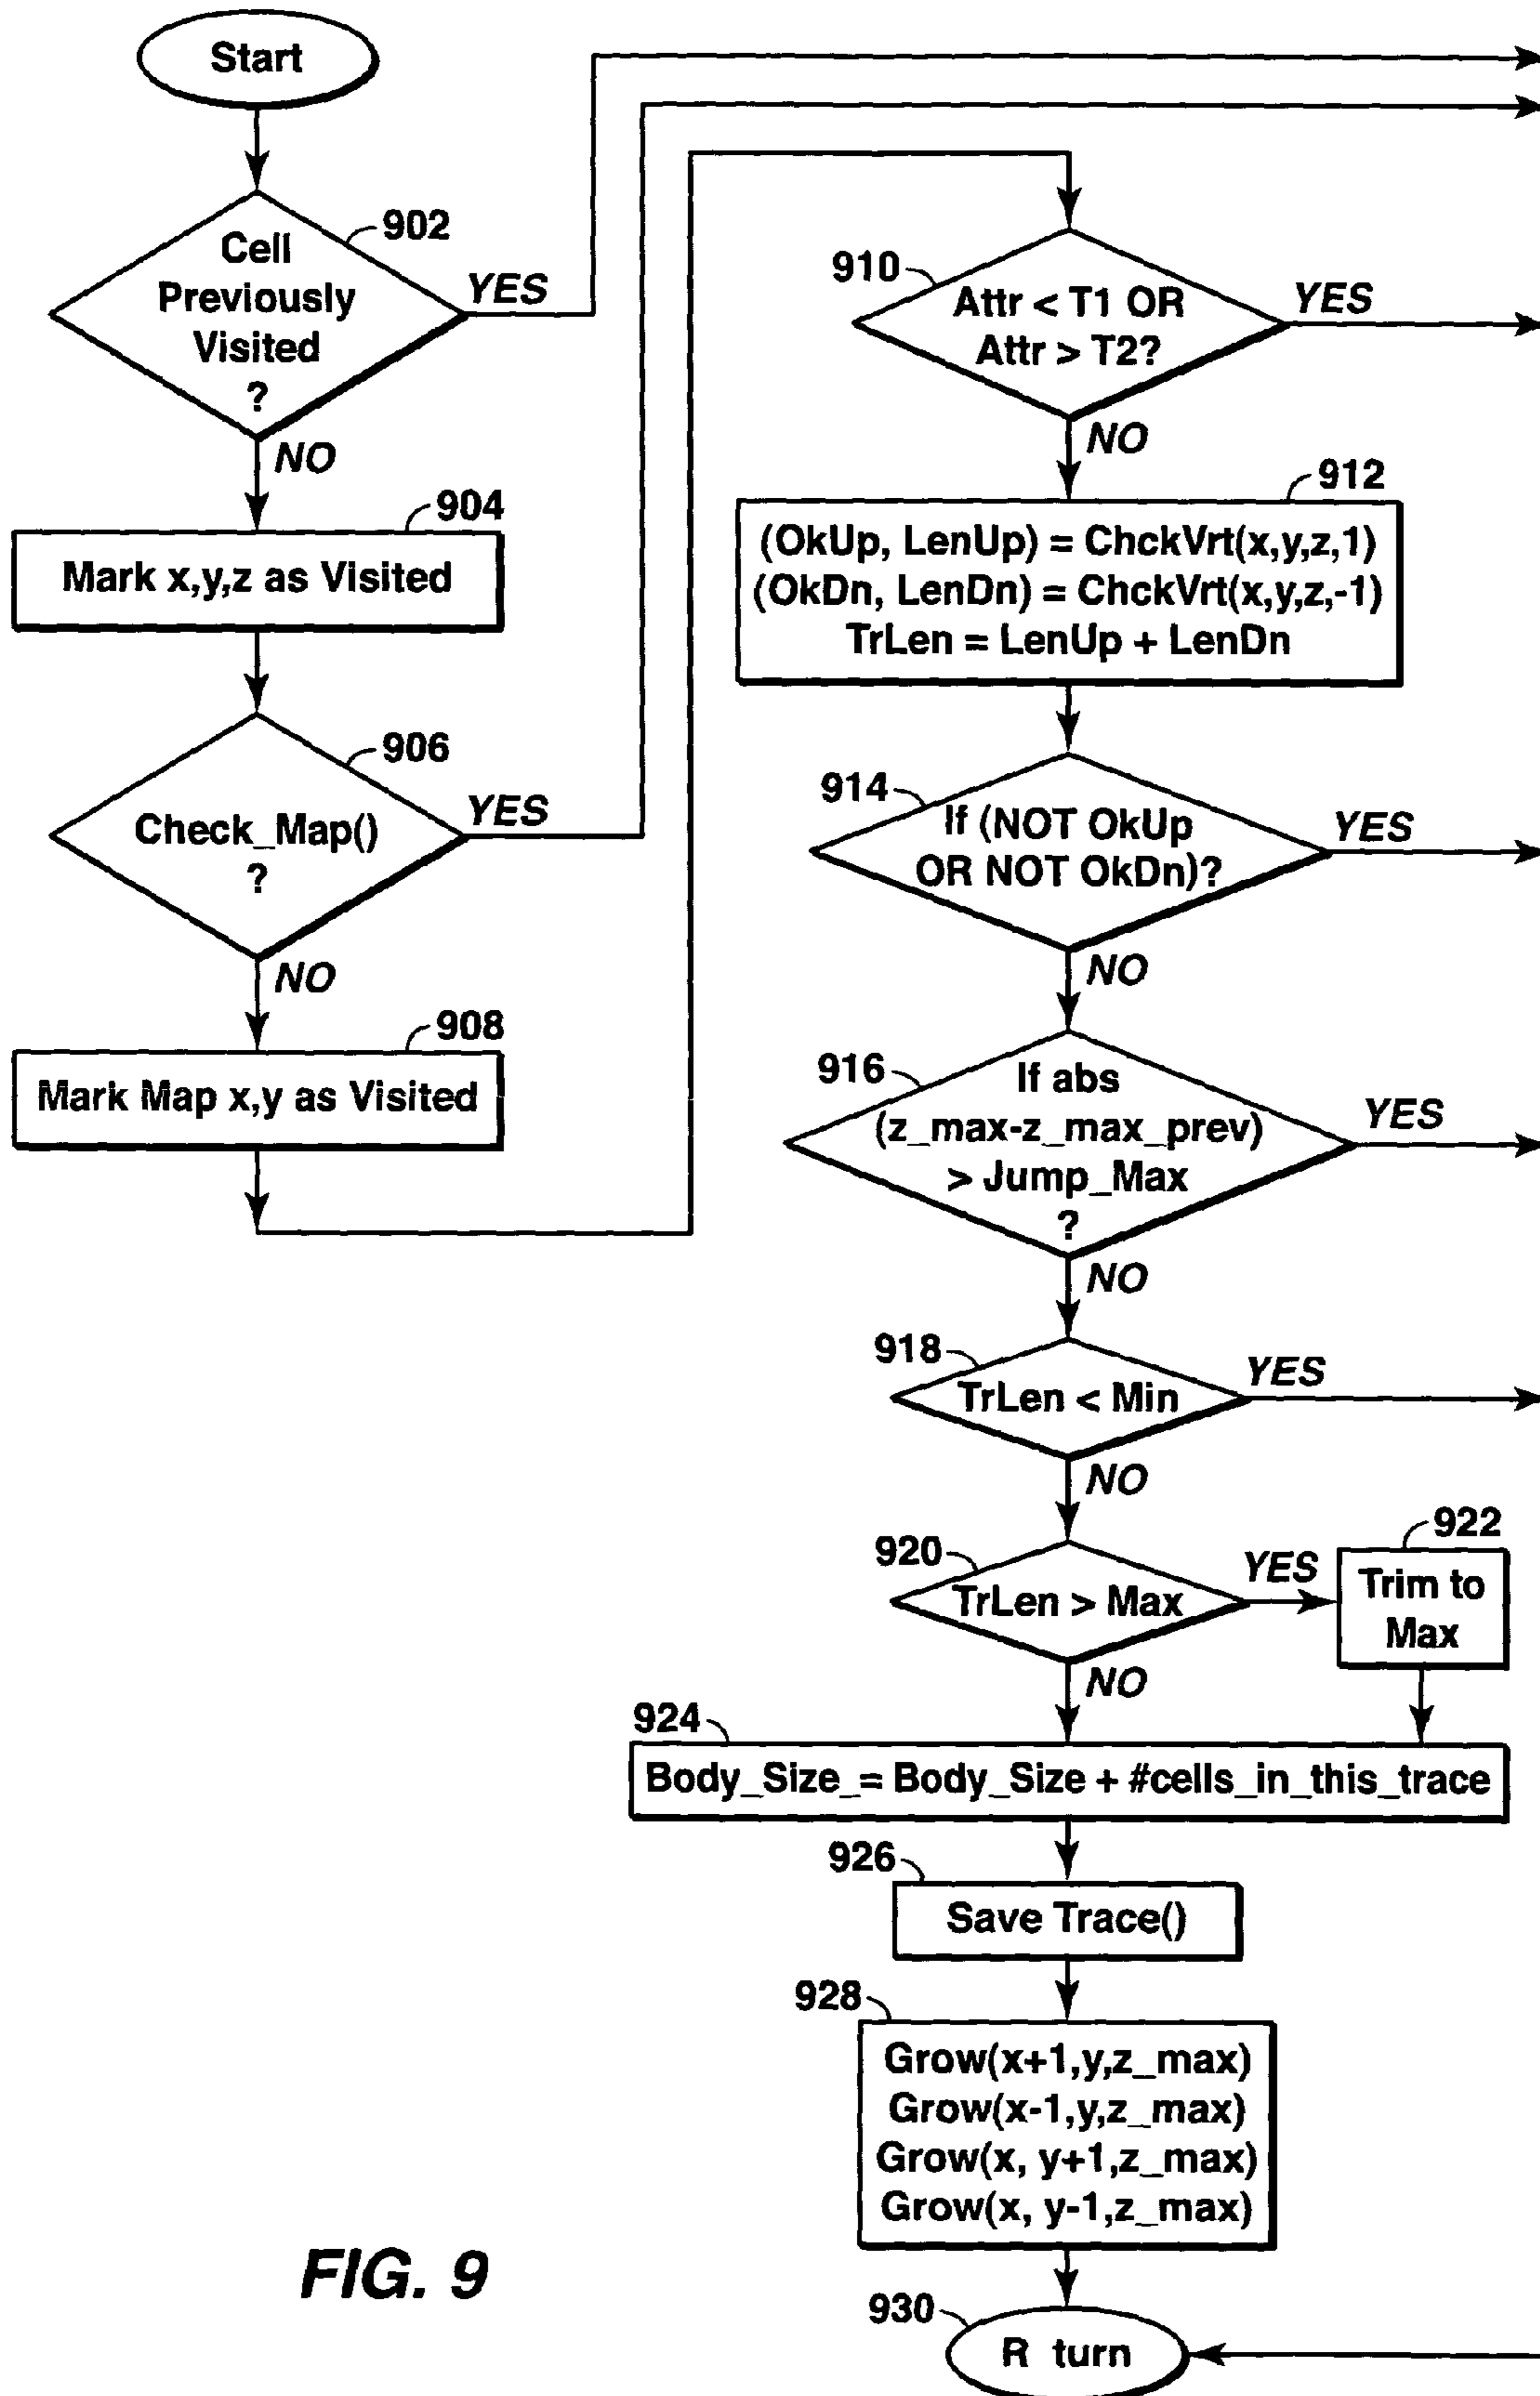 Start
902
Cell
Previously
Visited
?
YES
NO
904
Mark x,y,z as Visited
906
Check_Map()
?
YES
NO
908
Mark Map x,y as Visited
910
Attr < T1 OR
Attr > T2?
YES
NO
912
(OkUp, LenUp) = ChckVrt(x,y,z,1)
(OkDn, LenDn) = ChckVrt(x,y,z,-1)
TrLen = LenUp + LenDn
914
If (NOT OkUp
OR NOT OkDn)?
YES
NO
916
If abs
(z_max-z_max_prev)
> Jump_Max
?
YES
NO
918
TrLen < Min
YES
NO
920
TrLen > Max
YES
922
Trim to
Max
NO
924
Body_Size_= Body_Size + #cells_in_this_trace
926
Save Trace()
928
Grow(x+1,y,z_max)
Grow(x-1,y,z_max)
Grow(x, y+1,z_max)
Grow(x, y-1,z_max)
930
R turn
FIG. 9